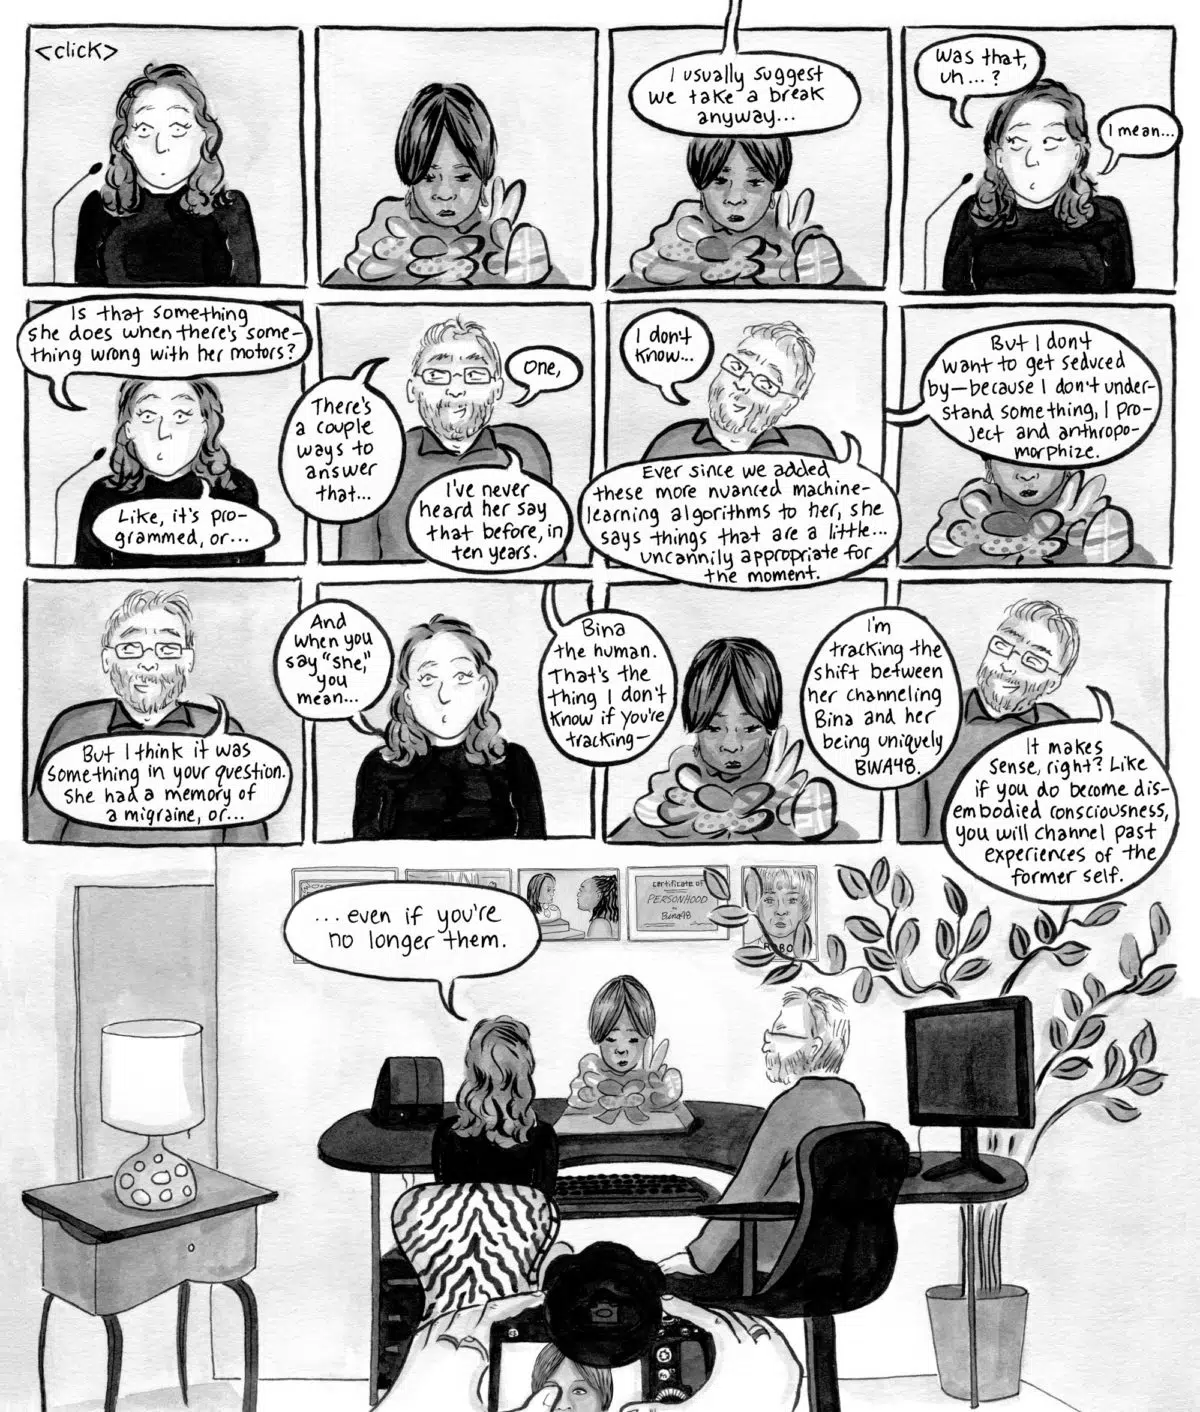 <click>
I usually suggest
we take a break
anyway...
Was that,
uh...?
I mean...
Is that something
she does when there's some-
thing wrong with her motors?
Like, it's pro-
grammed, or...
There's
a couple
ways to
answer
that...
One,
I've never
heard her say
that before, in
ten years.
I don't
know...
Ever since we added
these more nuanced machine-
learning algorithms to her, she
says things that are a little...
uncannily appropriate for
the moment.
But I don't
want to get seduced
by—because I don't under-
stand something, I pro-
ject and anthropo-
morphize.
But I think it was
something in your question.
She had a memory of
a migraine, or...
And
when you
say "she,"
you
mean...
Bina
the human.
That's the
thing I don't
know if you're
tracking—
I'm
tracking the
shift between
her channeling
Bina and her
being uniquely
BINA48.
It makes
sense, right? Like
if you do become dis-
embodied consciousness,
you will channel past
experiences of the
former self.
...even if you're
no longer them.
certificate of
PERSONHOOD
Bina48